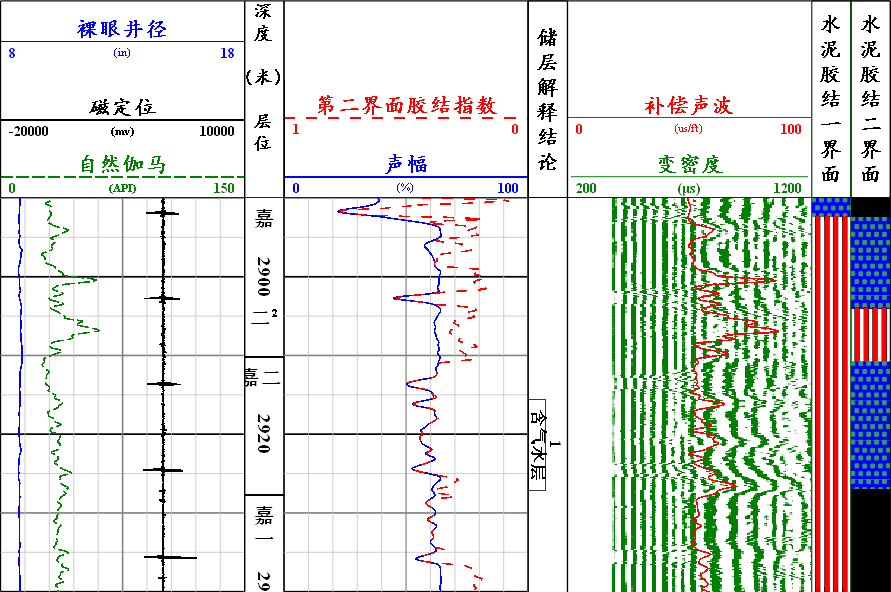 裸眼井径
8 (in) 18
磁定位
-20000 (mv) 10000
自然伽马
0 (API) 150
深度
(米)
层位
第二界面胶结指数
1 0
声幅
0 (%) 100
储层解释结论
补偿声波
0 (us/ft) 100
变密度
200 (μs) 1200
水泥胶结一界面
水泥胶结二界面
嘉
2900
二²
嘉二
2920
嘉一
29
1
含气水层